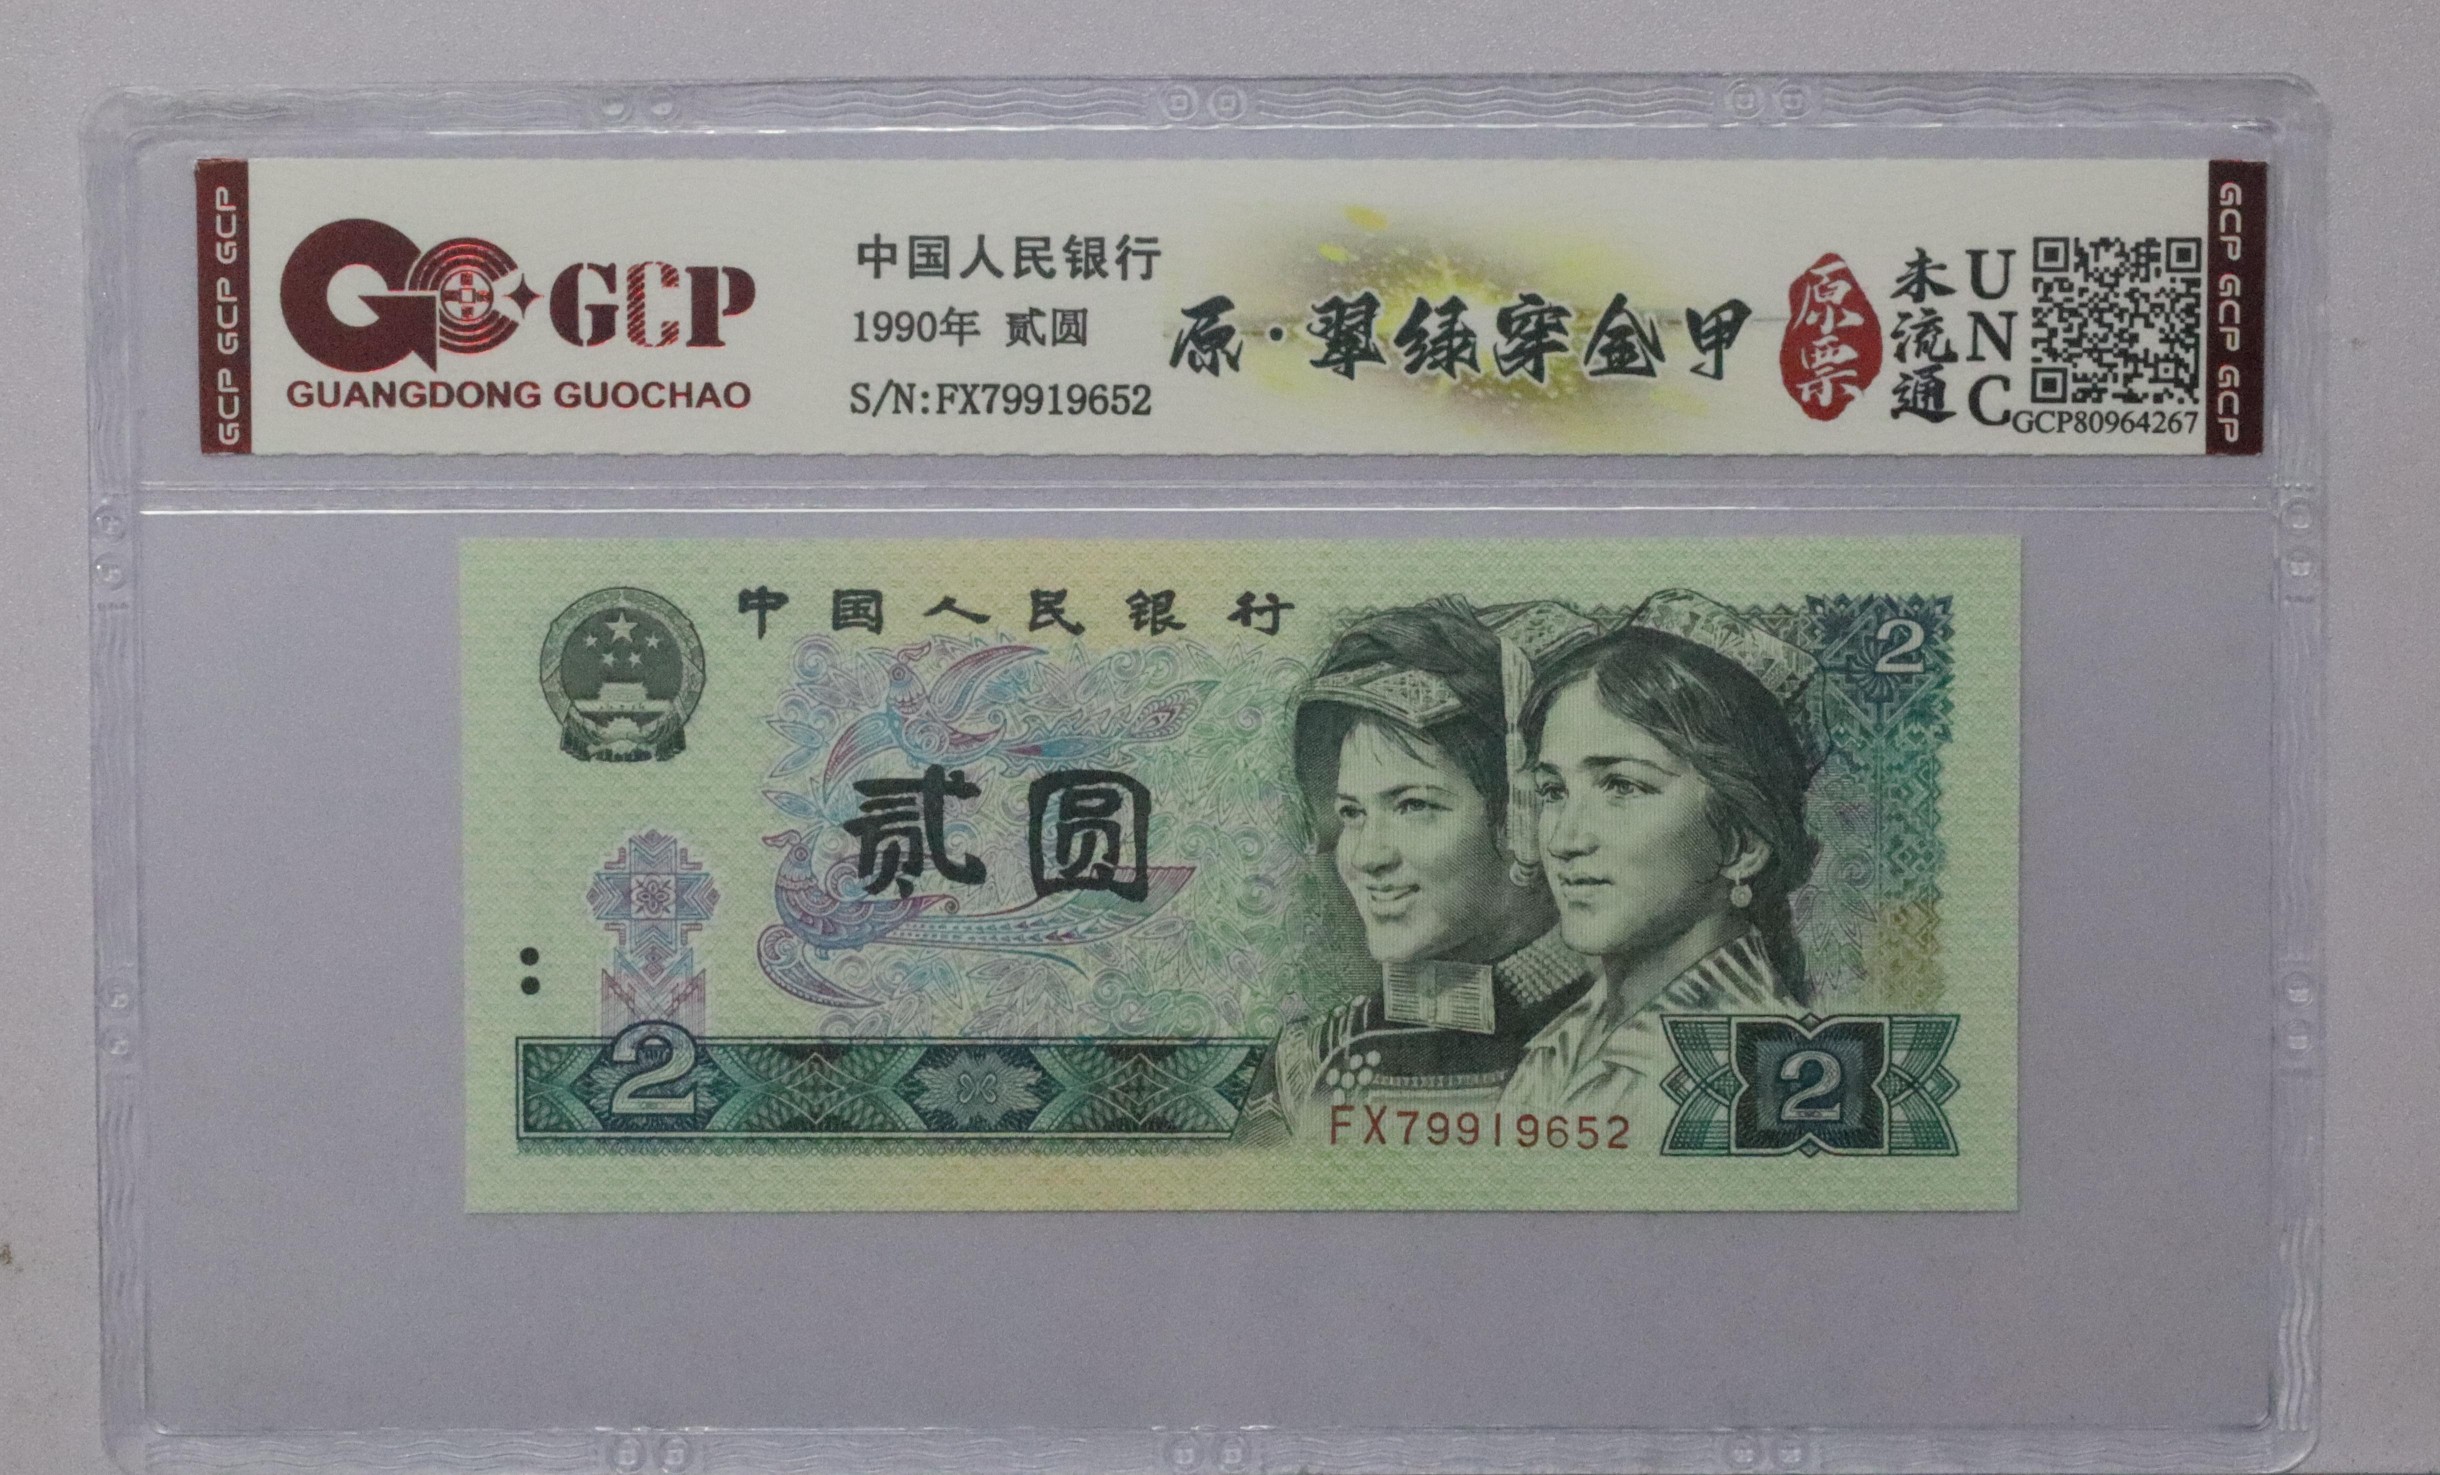 GCP GCP GCP
GCP
GUANGDONG GUOCHAO
中国人民银行
1990年 贰圆
S/N:FX79919652
原·翠绿穿金甲
原票
未流通
UNC
GCP80964267
GCP GCP GCP
中国人民银行
2
贰圆
2
FX79919652
2